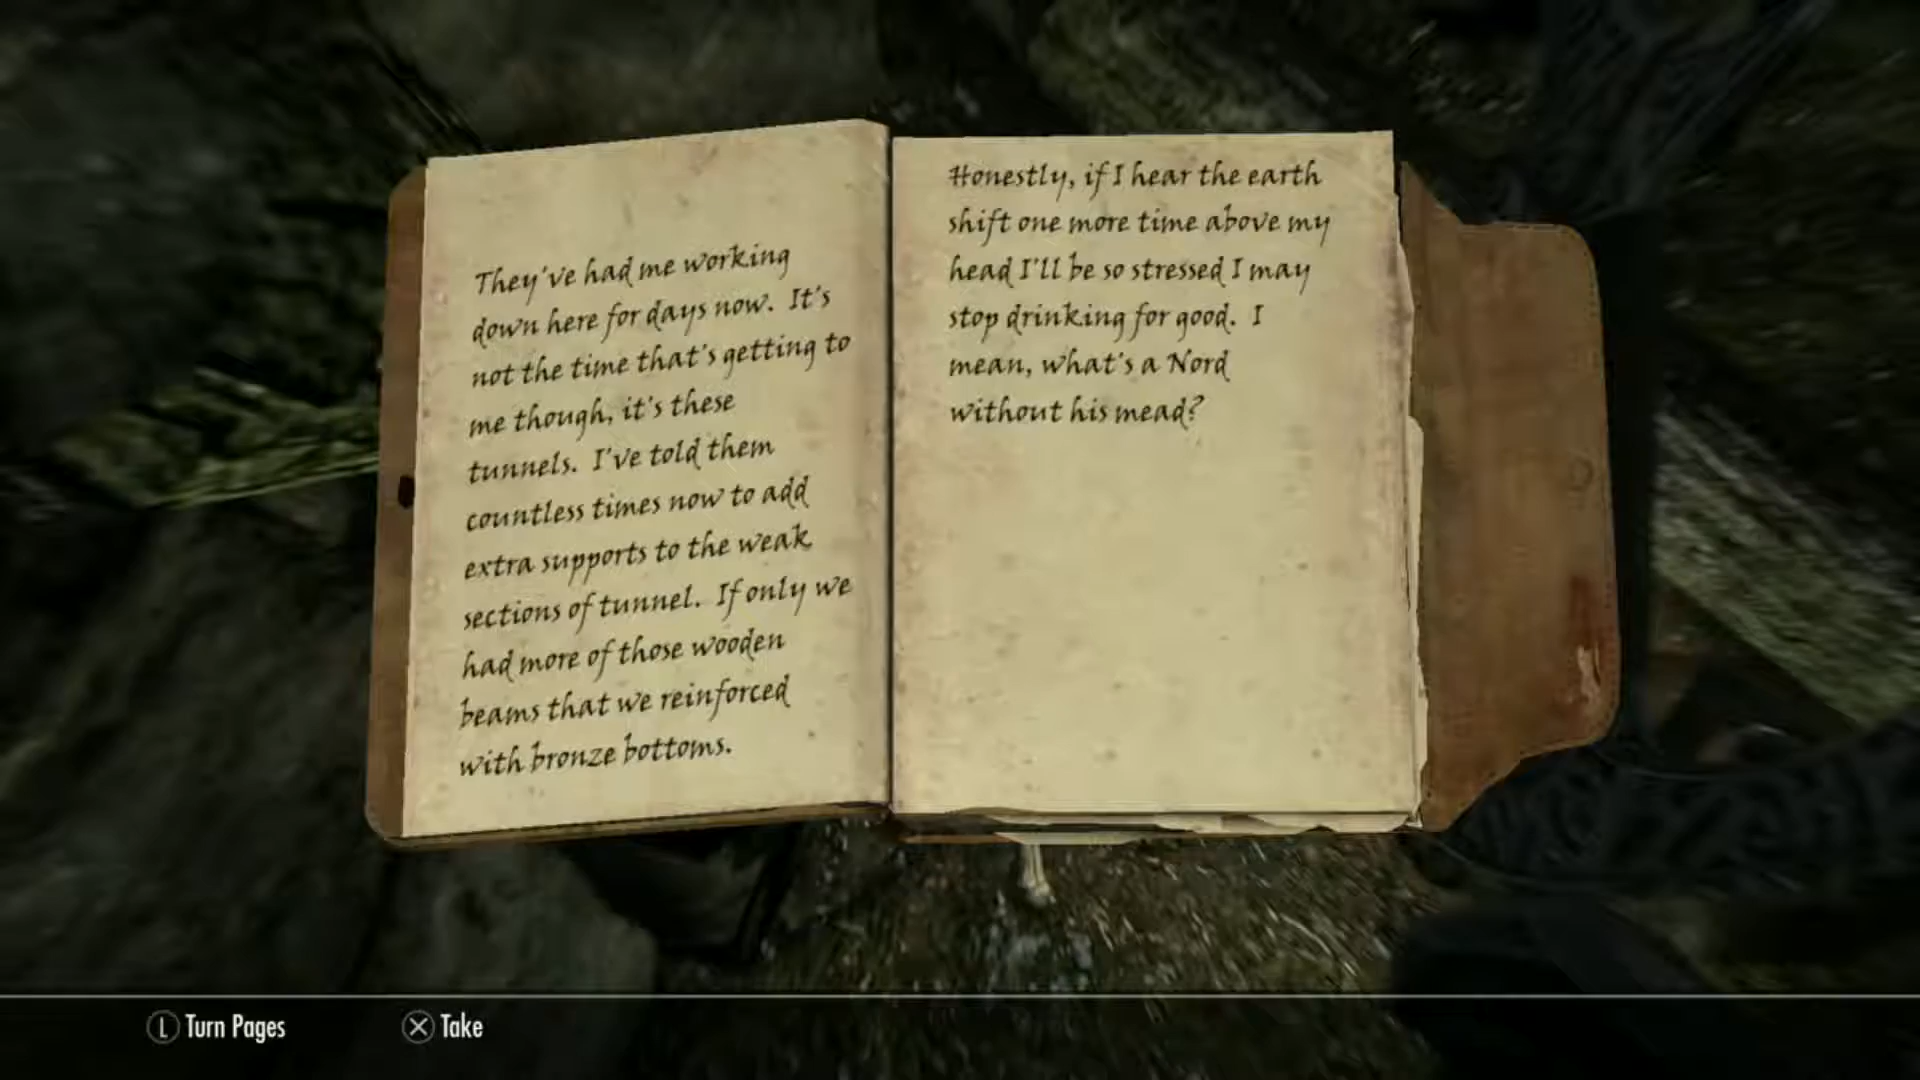 They've had me working
down here for days now. It's
not the time that's getting to
me though, it's these
tunnels. I've told them
countless times now to add
extra supports to the weak
sections of tunnel. If only we
had more of those wooden
beams that we reinforced
with bronze bottoms.
Honestly, if I hear the earth
shift one more time above my
head I'll be so stressed I may
stop drinking for good. I
mean, what's a Nord
without his mead?
L Turn Pages
X Take